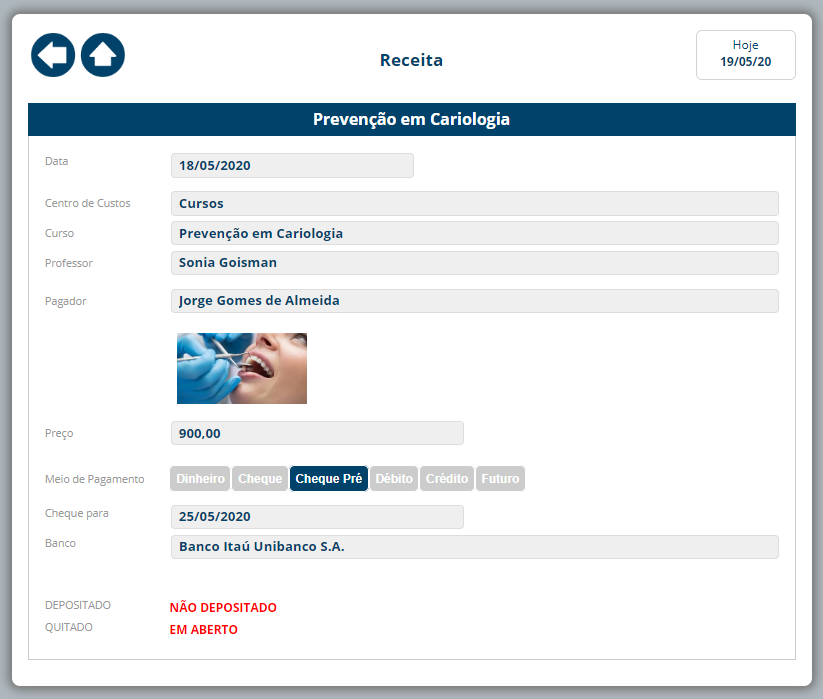 Receita
Hoje
19/05/20
Prevenção em Cariologia
Data 18/05/2020
Centro de Custos Cursos
Curso Prevenção em Cariologia
Professor Sonia Goisman
Pagador Jorge Gomes de Almeida
Preço 900,00
Meio de Pagamento Dinheiro Cheque Cheque Pré Débito Crédito Futuro
Cheque para 25/05/2020
Banco Banco Itaú Unibanco S.A.
DEPOSITADO NÃO DEPOSITADO
QUITADO EM ABERTO